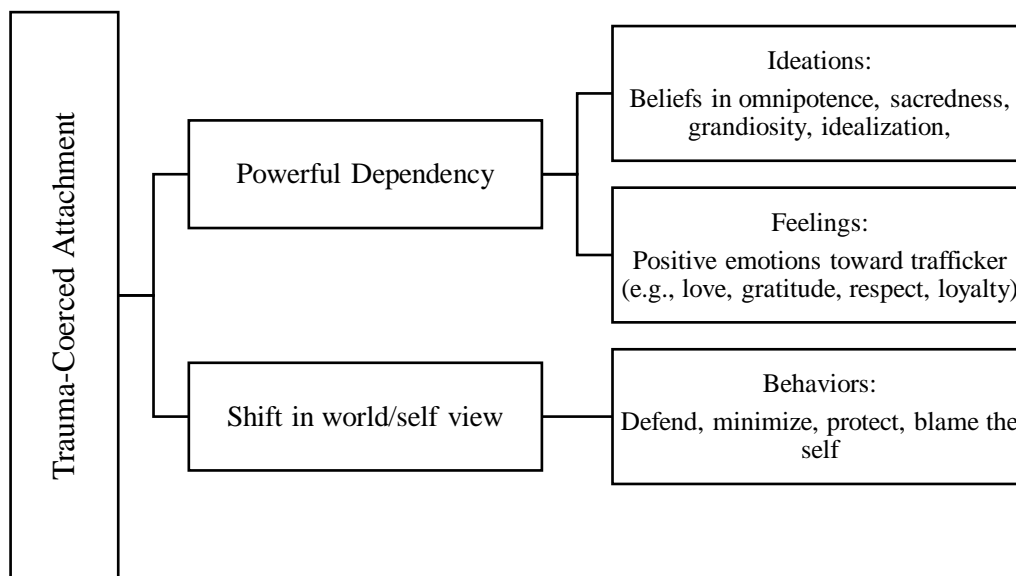 Trauma-Coerced Attachment
Powerful Dependency
Ideations:
Beliefs in omnipotence, sacredness,
grandiosity, idealization,
Feelings:
Positive emotions toward trafficker
(e.g., love, gratitude, respect, loyalty)
Shift in world/self view
Behaviors:
Defend, minimize, protect, blame the
self